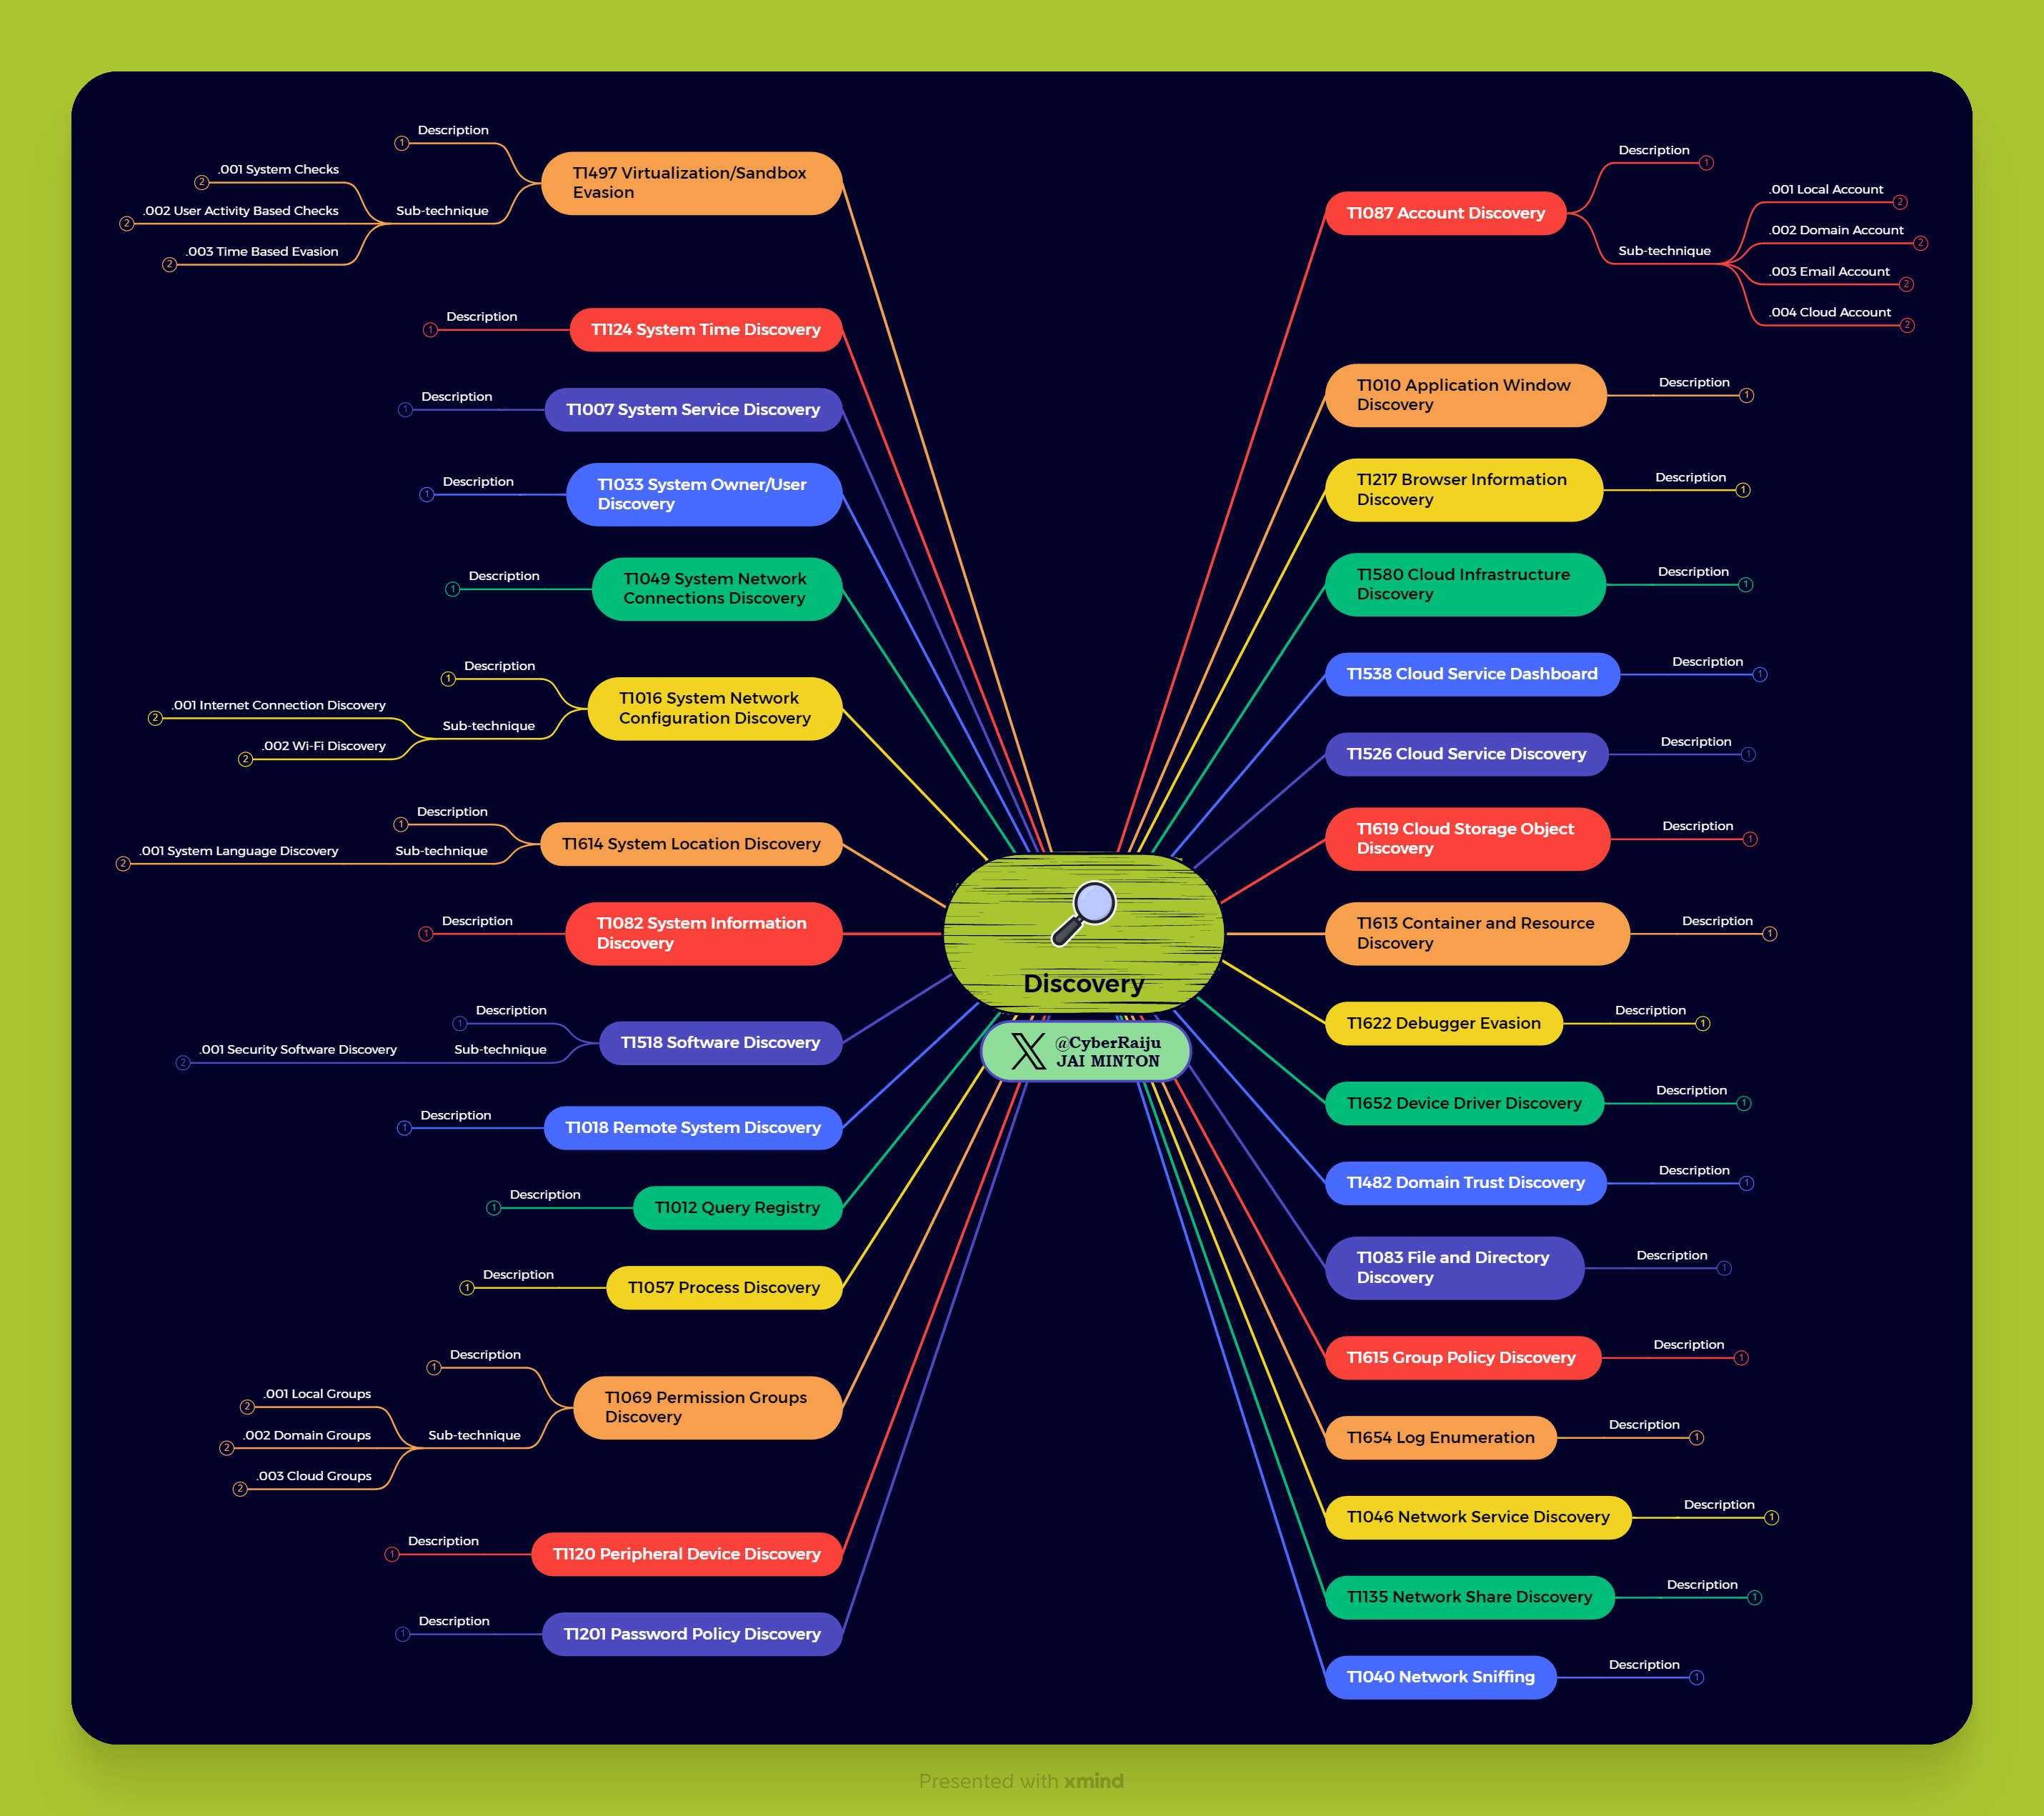 Description
1
T1497 Virtualization/Sandbox
Evasion
.001 System Checks
2
.002 User Activity Based Checks
2
Sub-technique
.003 Time Based Evasion
2
Description
1
T1124 System Time Discovery
Description
1
T1007 System Service Discovery
Description
1
T1033 System Owner/User
Discovery
Description
1
T1049 System Network
Connections Discovery
Description
1
T1016 System Network
Configuration Discovery
.001 Internet Connection Discovery
2
Sub-technique
.002 Wi-Fi Discovery
2
Description
1
T1614 System Location Discovery
.001 System Language Discovery
2
Sub-technique
Description
1
T1082 System Information
Discovery
Description
1
T1518 Software Discovery
.001 Security Software Discovery
2
Sub-technique
Description
1
T1018 Remote System Discovery
Description
1
T1012 Query Registry
Description
1
T1057 Process Discovery
Description
1
T1069 Permission Groups
Discovery
.001 Local Groups
2
.002 Domain Groups
2
Sub-technique
.003 Cloud Groups
2
Description
1
T1120 Peripheral Device Discovery
Description
1
T1201 Password Policy Discovery
Discovery
@CyberRaiju
JAI MINTON
T1087 Account Discovery
Description
1
Sub-technique
.001 Local Account
2
.002 Domain Account
2
.003 Email Account
2
.004 Cloud Account
2
T1010 Application Window
Discovery
Description
1
T1217 Browser Information
Discovery
Description
1
T1580 Cloud Infrastructure
Discovery
Description
1
T1538 Cloud Service Dashboard
Description
1
T1526 Cloud Service Discovery
Description
1
T1619 Cloud Storage Object
Discovery
Description
1
T1613 Container and Resource
Discovery
Description
1
T1622 Debugger Evasion
Description
1
T1652 Device Driver Discovery
Description
1
T1482 Domain Trust Discovery
Description
1
T1083 File and Directory
Discovery
Description
1
T1615 Group Policy Discovery
Description
1
T1654 Log Enumeration
Description
1
T1046 Network Service Discovery
Description
1
T1135 Network Share Discovery
Description
1
T1040 Network Sniffing
Description
1
Presented with xmind